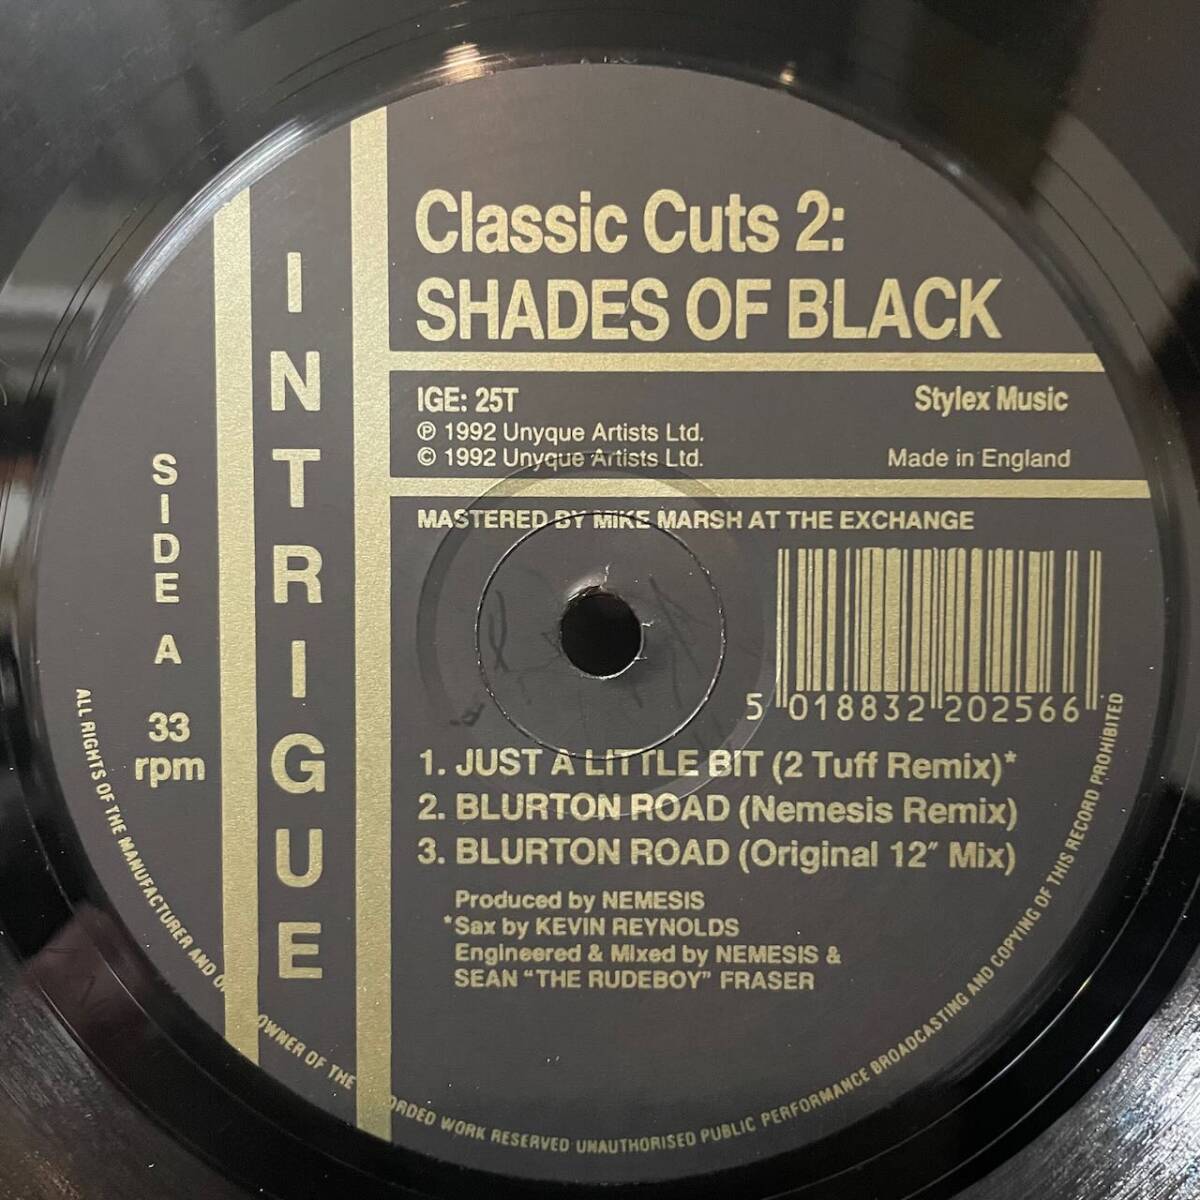 Classic Cuts 2:
SHADES OF BLACK
INTRIGUE
IGE: 25T
Stylex Music
℗ 1992 Unyque Artists Ltd.
© 1992 Unyque Artists Ltd.
Made in England
MASTERED BY MIKE MARSH AT THE EXCHANGE
SIDE A
33
rpm
5 018832 202566
1. JUST A LITTLE BIT (2 Tuff Remix)*
2. BLURTON ROAD (Nemesis Remix)
3. BLURTON ROAD (Original 12" Mix)
Produced by NEMESIS
*Sax by KEVIN REYNOLDS
Engineered & Mixed by NEMESIS &
SEAN "THE RUDEBOY" FRASER
ALL RIGHTS OF THE MANUFACTURER AND OF OWNER OF THE ORDED WORK RESERVED UNAUTHORISED PUBLIC PERFORMANCE BROADCASTING AND COPYING OF THIS RECORD PROHIBITED